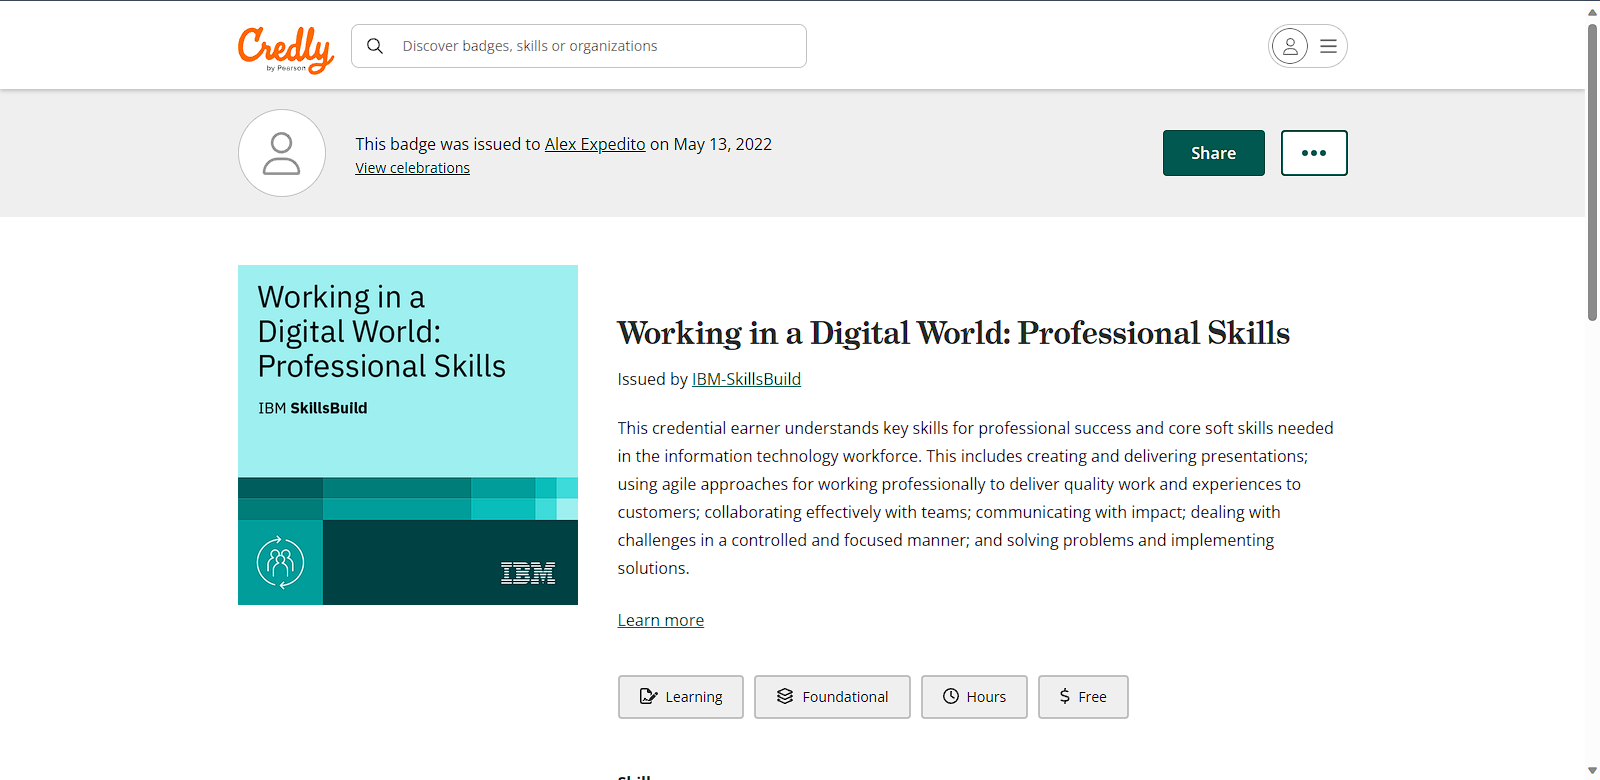 Credly
by Pearson
Discover badges, skills or organizations
This badge was issued to Alex Expedito on May 13, 2022
View celebrations
Share
Working in a
Digital World:
Professional Skills
IBM SkillsBuild
IBM
Working in a Digital World: Professional Skills
Issued by IBM-SkillsBuild
This credential earner understands key skills for professional success and core soft skills needed
in the information technology workforce. This includes creating and delivering presentations;
using agile approaches for working professionally to deliver quality work and experiences to
customers; collaborating effectively with teams; communicating with impact; dealing with
challenges in a controlled and focused manner; and solving problems and implementing
solutions.
Learn more
Learning
Foundational
Hours
$ Free